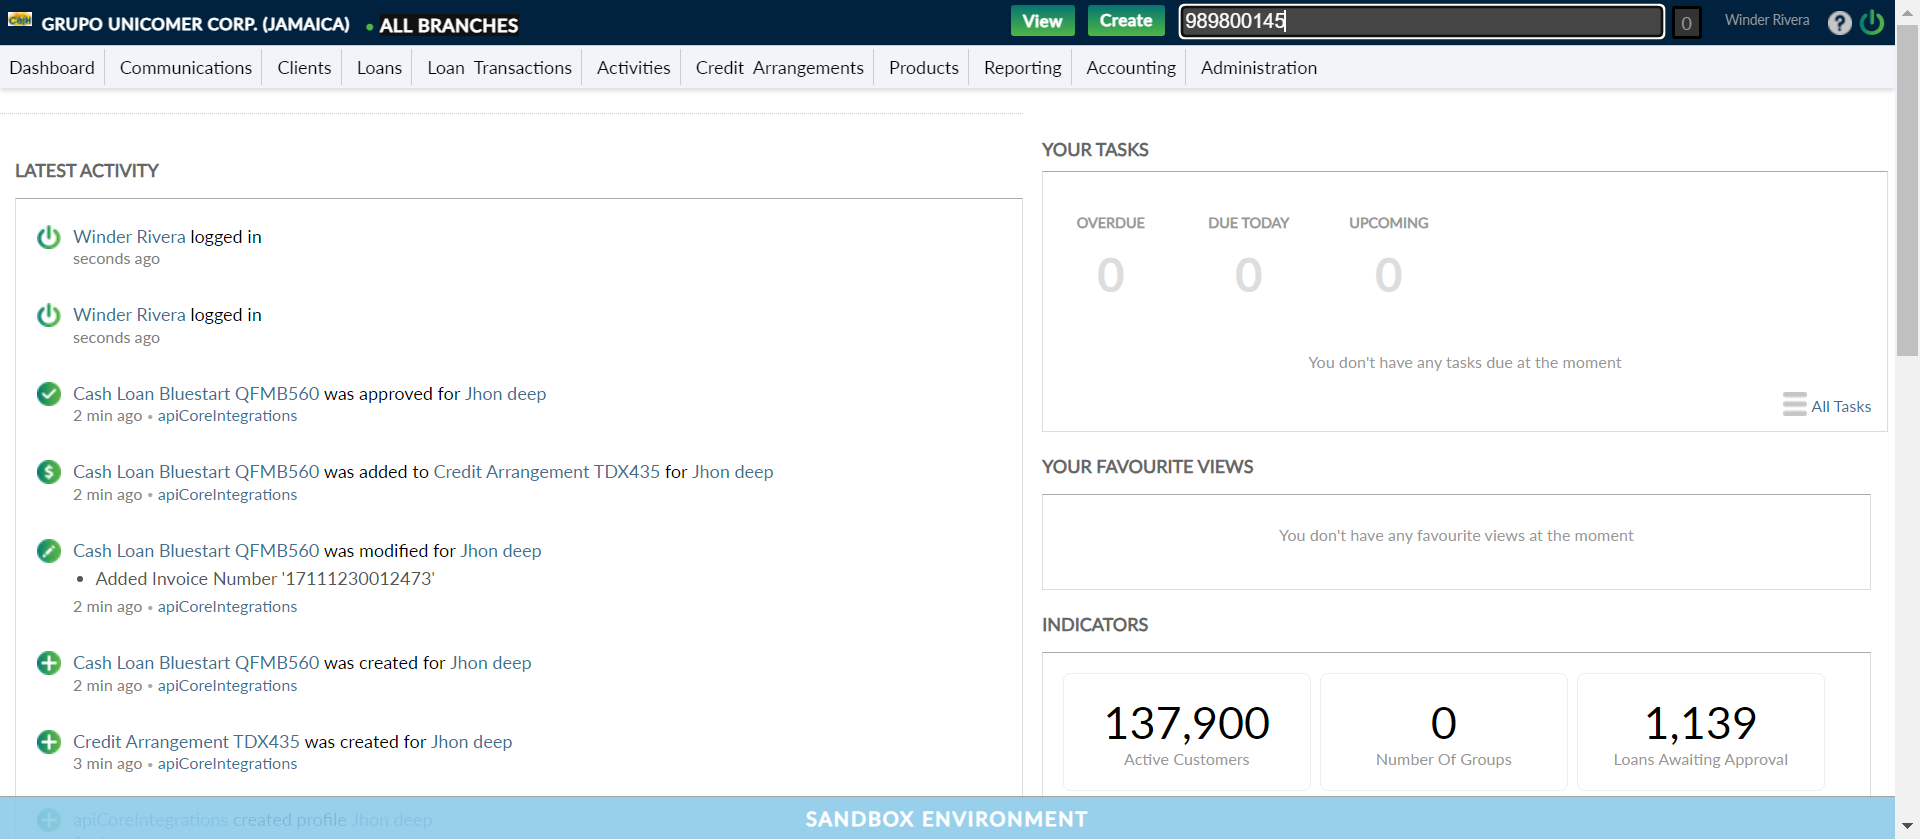 CASH GRUPO UNICOMER CORP. (JAMAICA) • ALL BRANCHES View Create 989800145 0 Winder Rivera ?
Dashboard Communications Clients Loans Loan Transactions Activities Credit Arrangements Products Reporting Accounting Administration
LATEST ACTIVITY
Winder Rivera logged in
seconds ago
Winder Rivera logged in
seconds ago
Cash Loan Bluestart QFMB560 was approved for Jhon deep
2 min ago • apiCoreIntegrations
Cash Loan Bluestart QFMB560 was added to Credit Arrangement TDX435 for Jhon deep
2 min ago • apiCoreIntegrations
Cash Loan Bluestart QFMB560 was modified for Jhon deep
• Added Invoice Number '17111230012473'
2 min ago • apiCoreIntegrations
Cash Loan Bluestart QFMB560 was created for Jhon deep
2 min ago • apiCoreIntegrations
Credit Arrangement TDX435 was created for Jhon deep
3 min ago • apiCoreIntegrations
apiCoreIntegrations created profile Jhon deep
YOUR TASKS
OVERDUE DUE TODAY UPCOMING
0 0 0
You don't have any tasks due at the moment
All Tasks
YOUR FAVOURITE VIEWS
You don't have any favourite views at the moment
INDICATORS
137,900 0 1,139
Active Customers Number Of Groups Loans Awaiting Approval
SANDBOX ENVIRONMENT